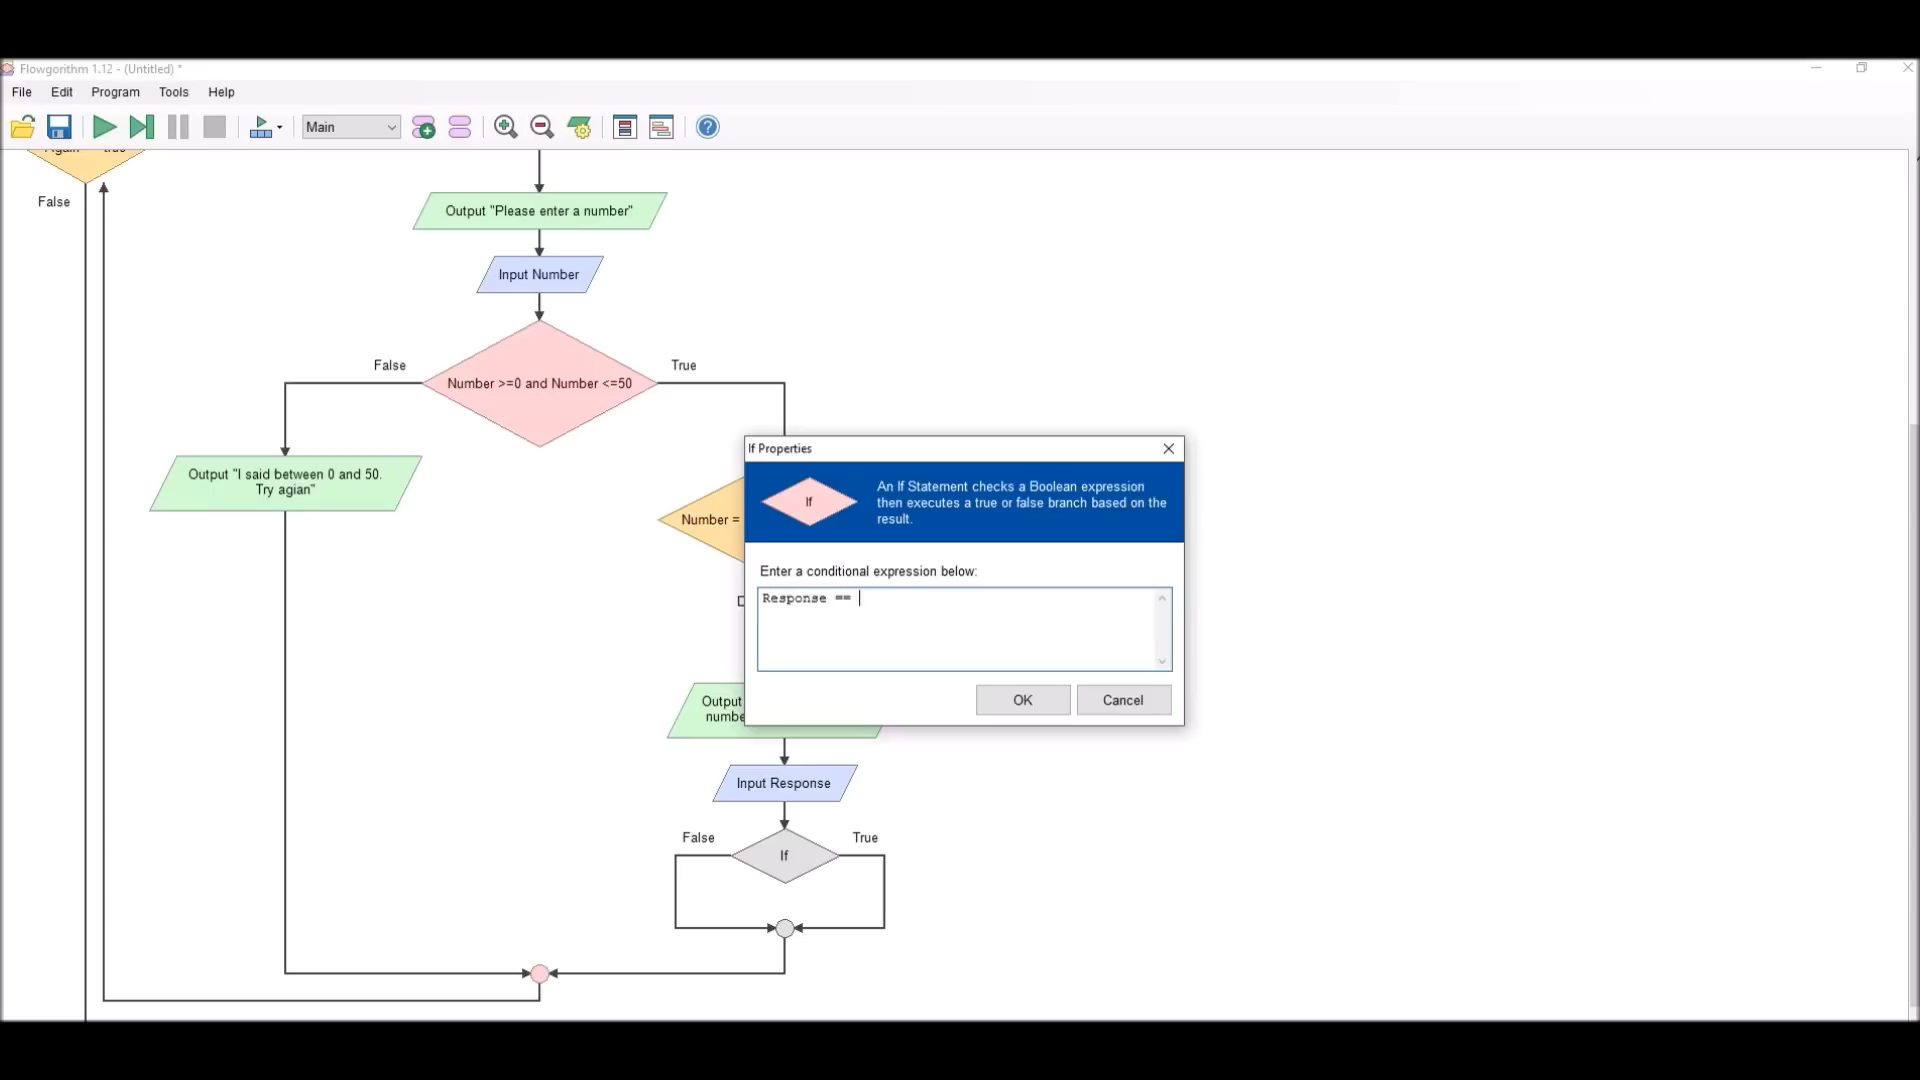 Flowgorithm 1.12 - (Untitled) *
File Edit Program Tools Help
Main
False
Output "Please enter a number"
Input Number
False
True
Number >=0 and Number <=50
Output "I said between 0 and 50.
Try agian"
Number =
If Properties
If
An If Statement checks a Boolean expression
then executes a true or false branch based on the
result.
Enter a conditional expression below:
Response ==
OK
Cancel
Output
numbe
Input Response
False
True
If